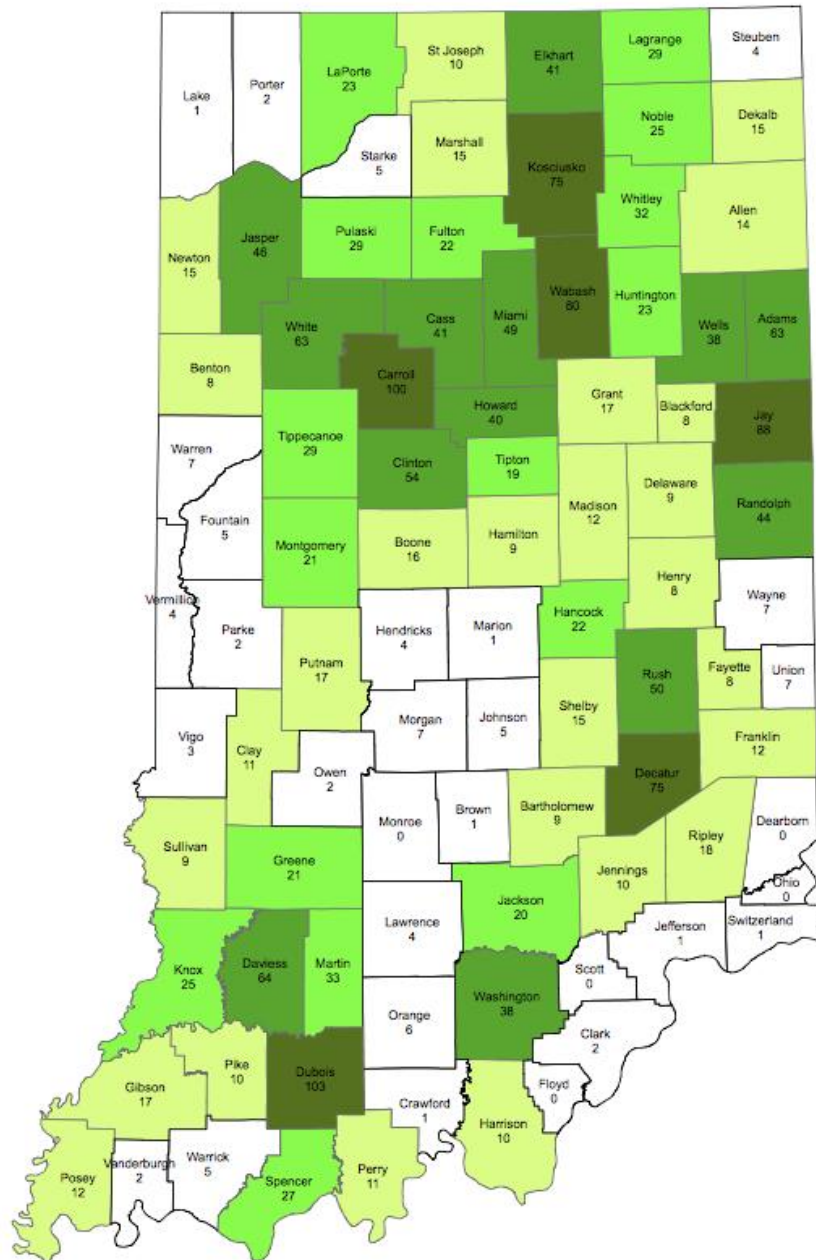 Lake
1
Porter
2
LaPorte
23
St Joseph
10
Elkhart
41
Lagrange
29
Steuben
4
Starke
5
Marshall
15
Kosciusko
75
Noble
25
Dekalb
15
Newton
15
Jasper
46
Pulaski
29
Fulton
22
Whitley
32
Allen
14
White
63
Cass
41
Miami
49
Wabash
80
Huntington
23
Wells
38
Adams
63
Benton
8
Carroll
100
Howard
40
Grant
17
Blackford
8
Jay
88
Warren
7
Tippecanoe
29
Clinton
54
Tipton
19
Madison
12
Delaware
9
Randolph
44
Fountain
5
Montgomery
21
Boone
16
Hamilton
9
Henry
8
Wayne
7
Vermillion
4
Parke
2
Putnam
17
Hendricks
4
Marion
1
Hancock
22
Rush
50
Fayette
8
Union
7
Vigo
3
Clay
11
Owen
2
Morgan
7
Johnson
5
Shelby
15
Franklin
12
Decatur
75
Monroe
0
Brown
1
Bartholomew
9
Ripley
18
Dearborn
0
Sullivan
9
Greene
21
Jennings
10
Ohio
0
Jackson
20
Lawrence
4
Jefferson
1
Switzerland
1
Knox
25
Daviess
64
Martin
33
Scott
0
Orange
6
Washington
38
Clark
2
Gibson
17
Pike
10
Dubois
103
Crawford
1
Floyd
0
Harrison
10
Posey
12
Vanderburgh
2
Warrick
5
Spencer
27
Perry
11